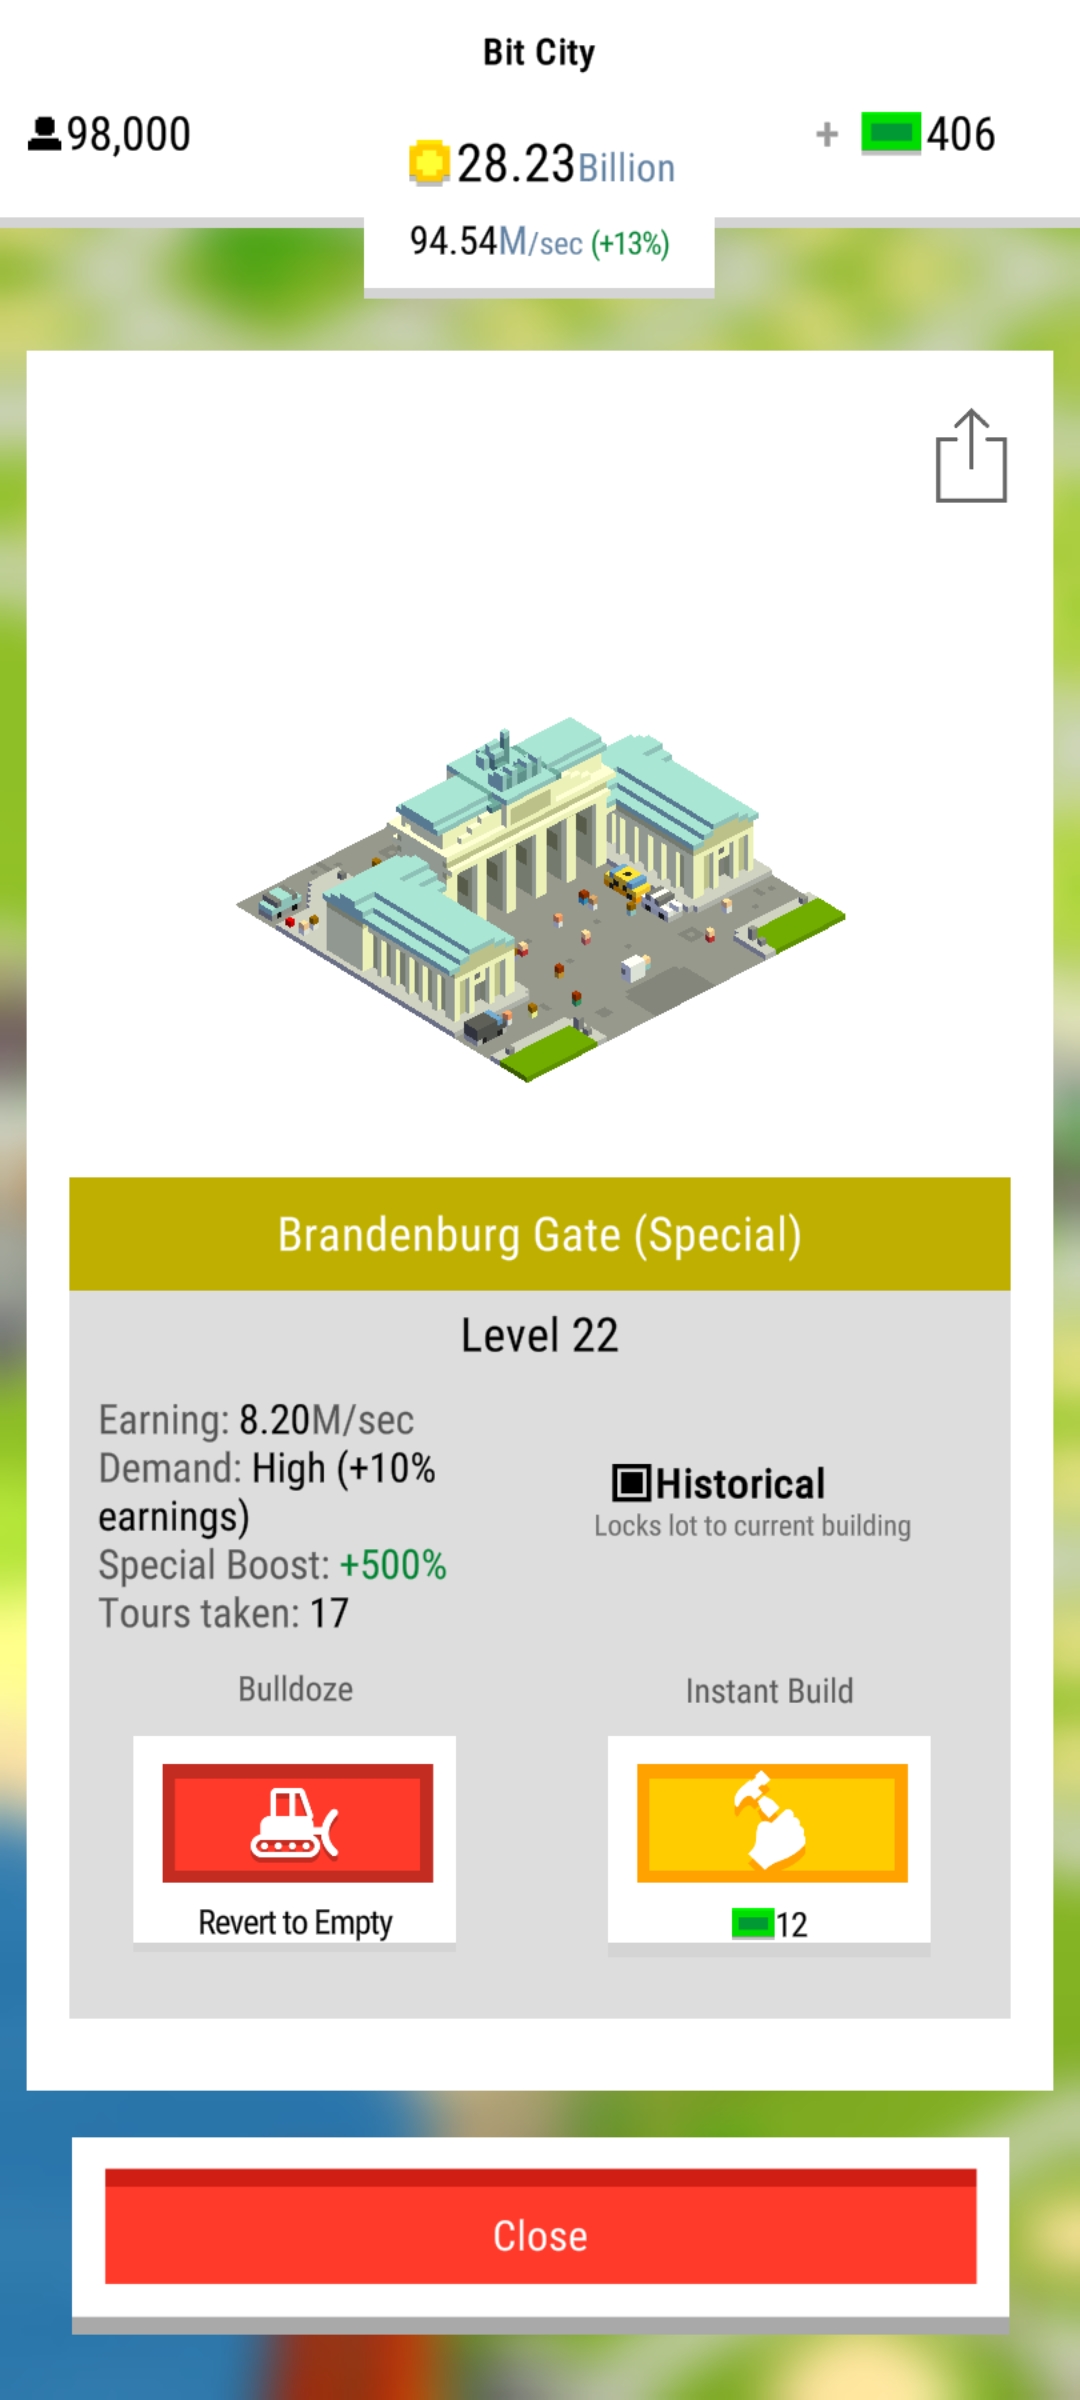 Bit City
98,000
28.23Billion
+ 406
94.54M/sec (+13%)
Brandenburg Gate (Special)
Level 22
Earning: 8.20M/sec
Demand: High (+10%
earnings)
Special Boost: +500%
Tours taken: 17
Historical
Locks lot to current building
Bulldoze
Instant Build
Revert to Empty
12
Close